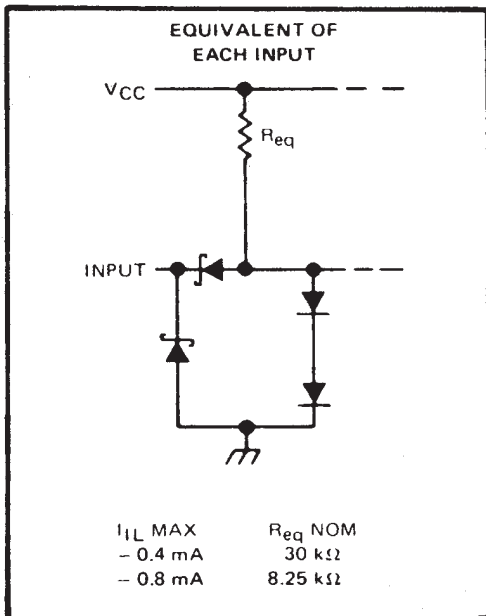 EQUIVALENT OF
EACH INPUT
VCC
Req
INPUT
IIL MAX Req NOM
– 0.4 mA 30 kΩ
– 0.8 mA 8.25 kΩ